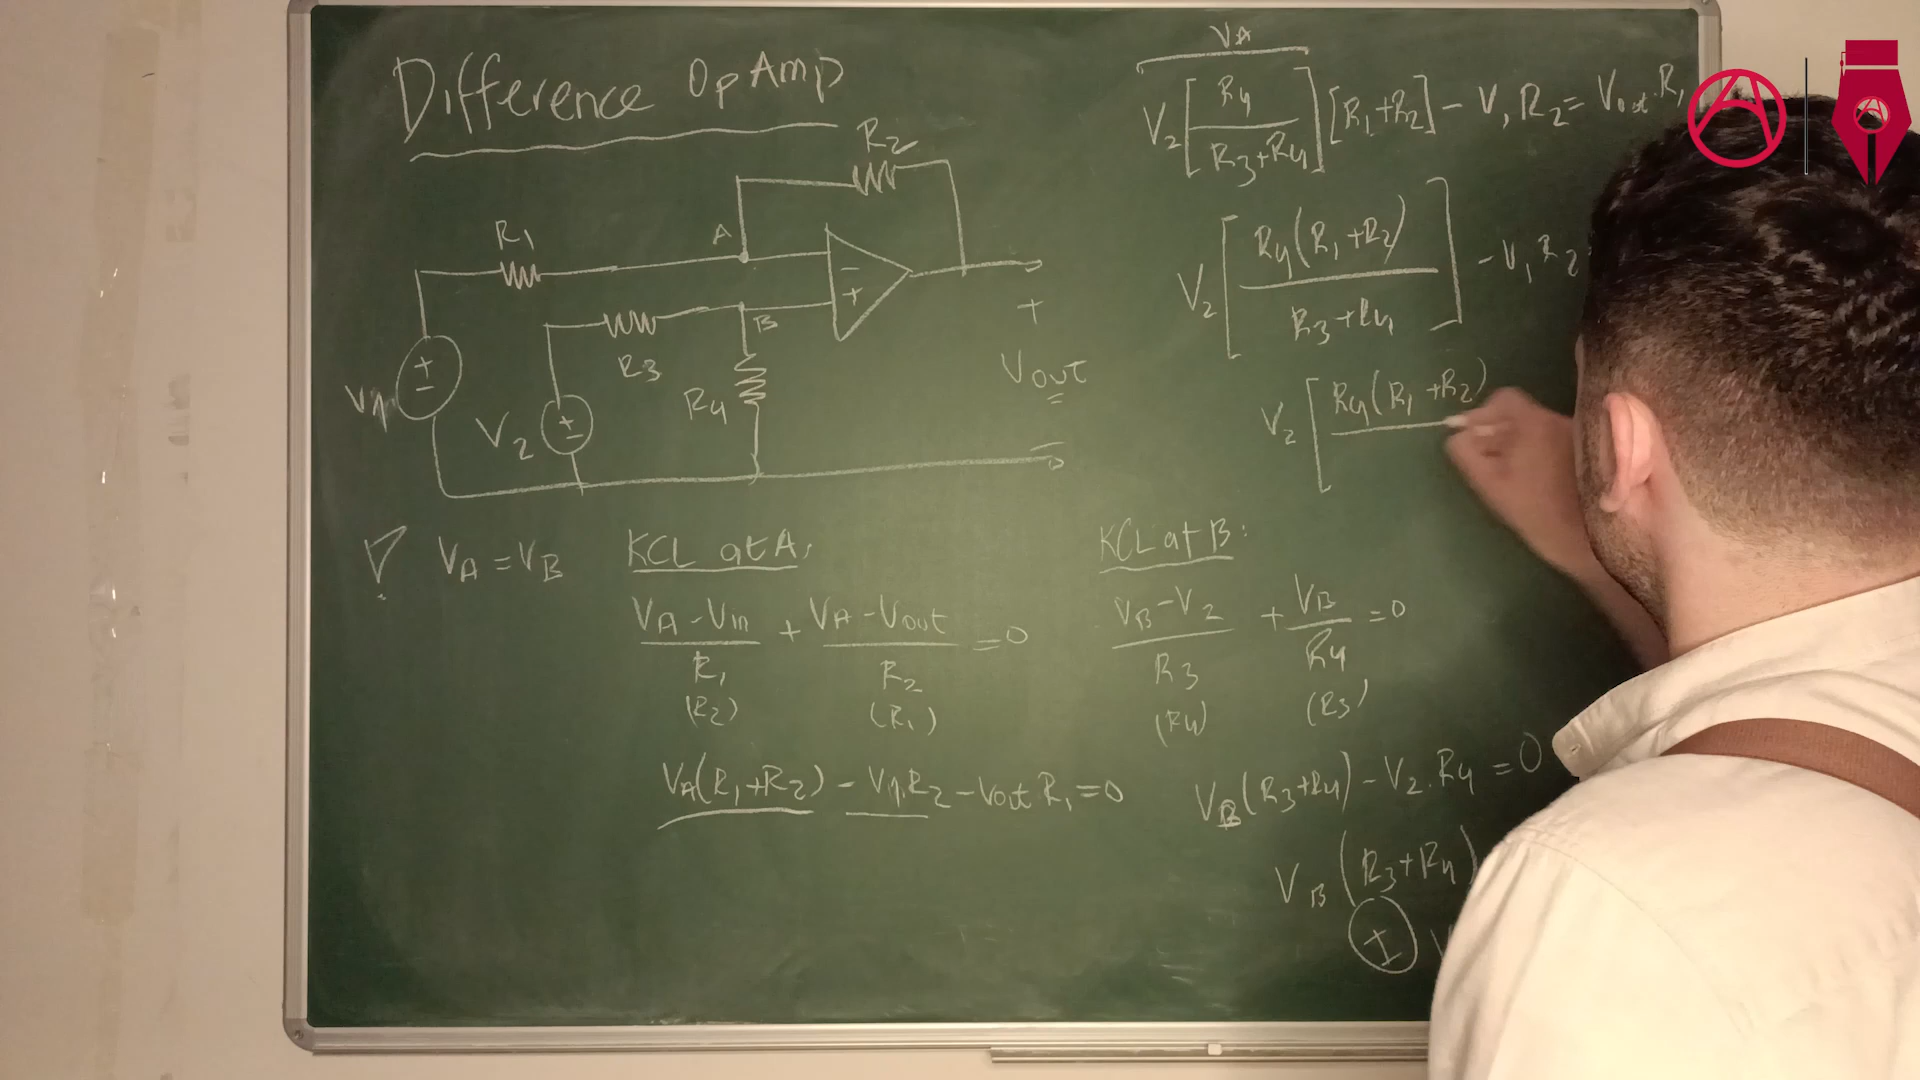 Difference OpAmp
R2
R1
A
B
R3
R4
V1
V2
+
-
+
-
-
+
+
Vout
VA = VB
KCL at A:
VA - Vin / R1 + VA - Vout / R2 = 0
(R2) (R1)
VA(R1+R2) - V1.R2 - Vout R1 = 0
VA
V2 [R4 / R3+R4] [R1+R2] - V1 R2 = Vout.R1
V2 [R4(R1+R2) / R3+R4] - V1 R2
V2 [R4(R1+R2)
KCL at B:
VB - V2 / R3 + VB / R4 = 0
(R4) (R3)
VB(R3+R4) - V2.R4 = 0
VB (R3+R4)
I